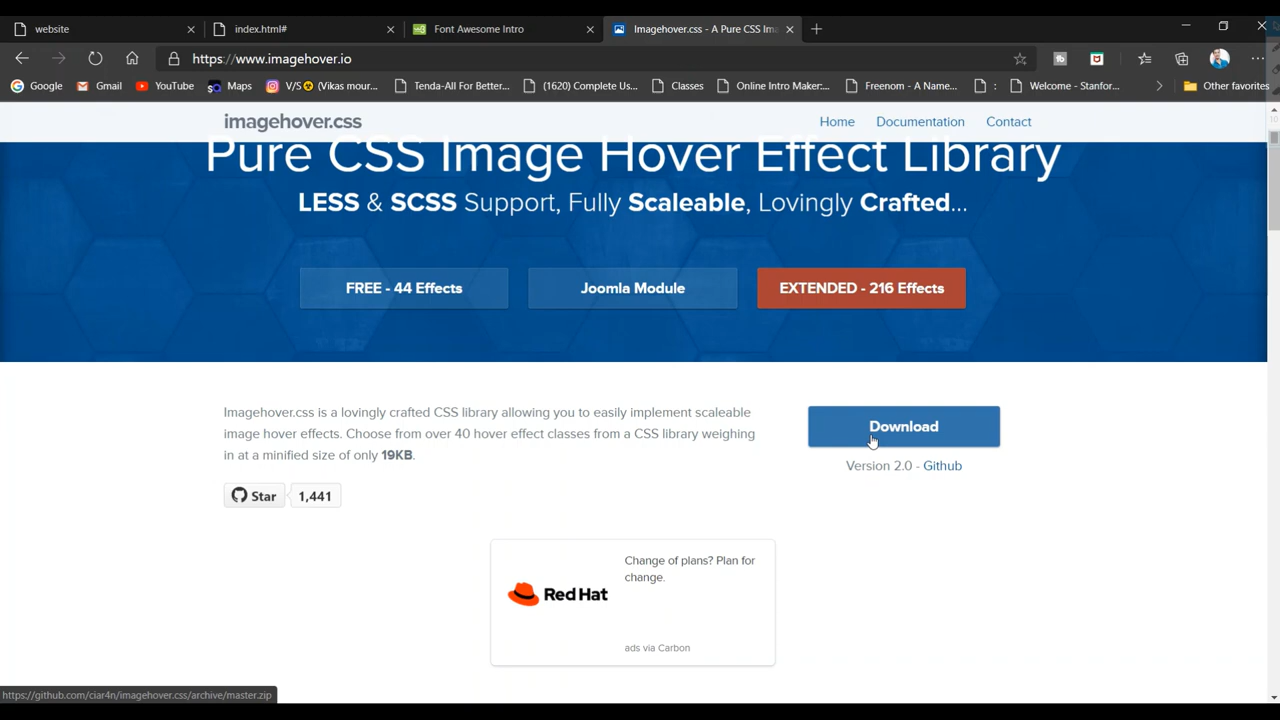 website
index.html#
Font Awesome Intro
Imagehover.css - A Pure CSS Ima
https://www.imagehover.io
Google
Gmail
YouTube
Maps
V/S (Vikas mour...
Tenda-All For Better...
(1620) Complete Us...
Classes
Online Intro Maker:...
Freenom - A Name...
:
Welcome - Stanfor...
Other favorites
imagehover.css
Home
Documentation
Contact
Pure CSS Image Hover Effect Library
LESS & SCSS Support, Fully Scaleable, Lovingly Crafted...
FREE - 44 Effects
Joomla Module
EXTENDED - 216 Effects
Imagehover.css is a lovingly crafted CSS library allowing you to easily implement scaleable
image hover effects. Choose from over 40 hover effect classes from a CSS library weighing
in at a minified size of only 19KB.
Download
Version 2.0 - Github
Star
1,441
Change of plans? Plan for
change.
Red Hat
ads via Carbon
https://github.com/ciar4n/imagehover.css/archive/master.zip